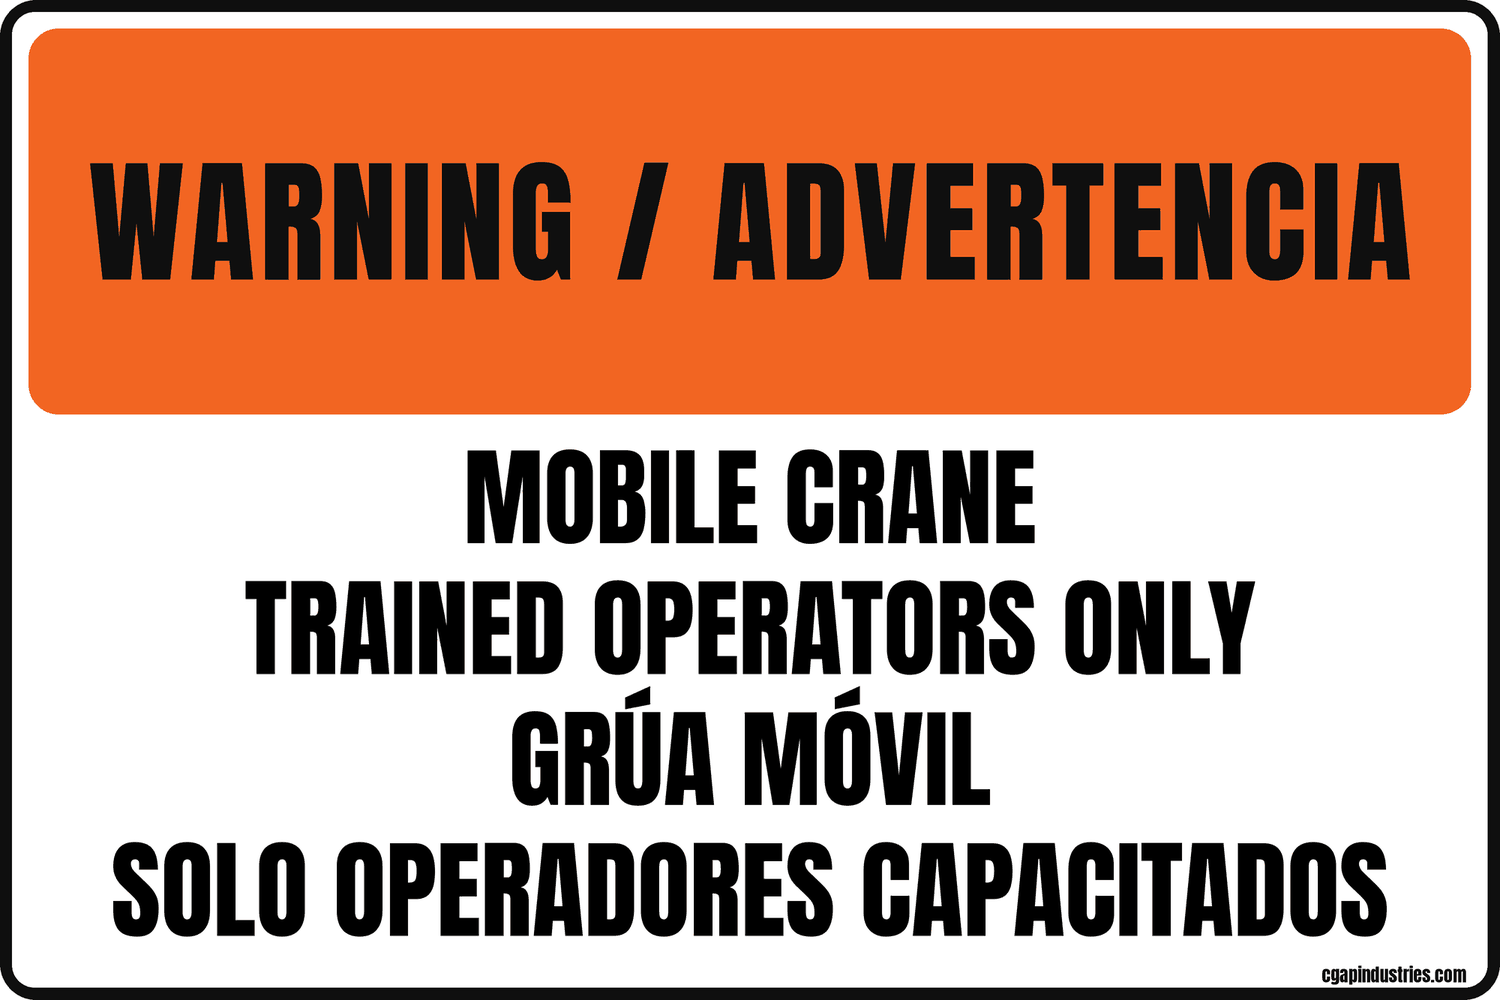 WARNING / ADVERTENCIA
MOBILE CRANE
TRAINED OPERATORS ONLY
GRÚA MÓVIL
SOLO OPERADORES CAPACITADOS
cgapindustries.com